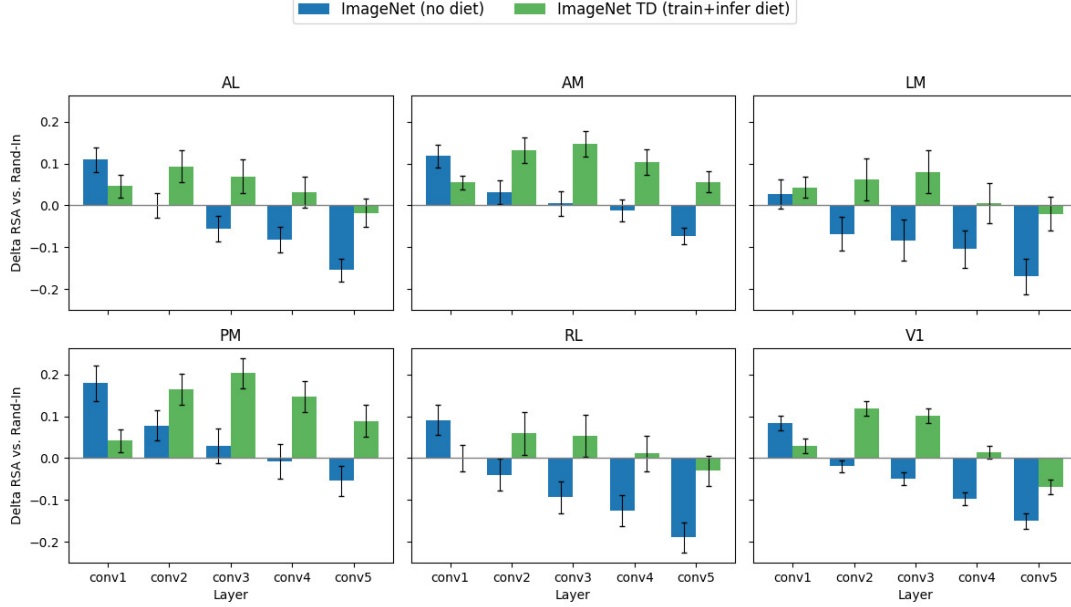 ImageNet (no diet) ImageNet TD (train+infer diet)
AL AM LM
Delta RSA vs. Rand-In
0.2
0.1
0.0
−0.1
−0.2
PM RL V1
Delta RSA vs. Rand-In
0.2
0.1
0.0
−0.1
−0.2
conv1 conv2 conv3 conv4 conv5 conv1 conv2 conv3 conv4 conv5 conv1 conv2 conv3 conv4 conv5
Layer Layer Layer